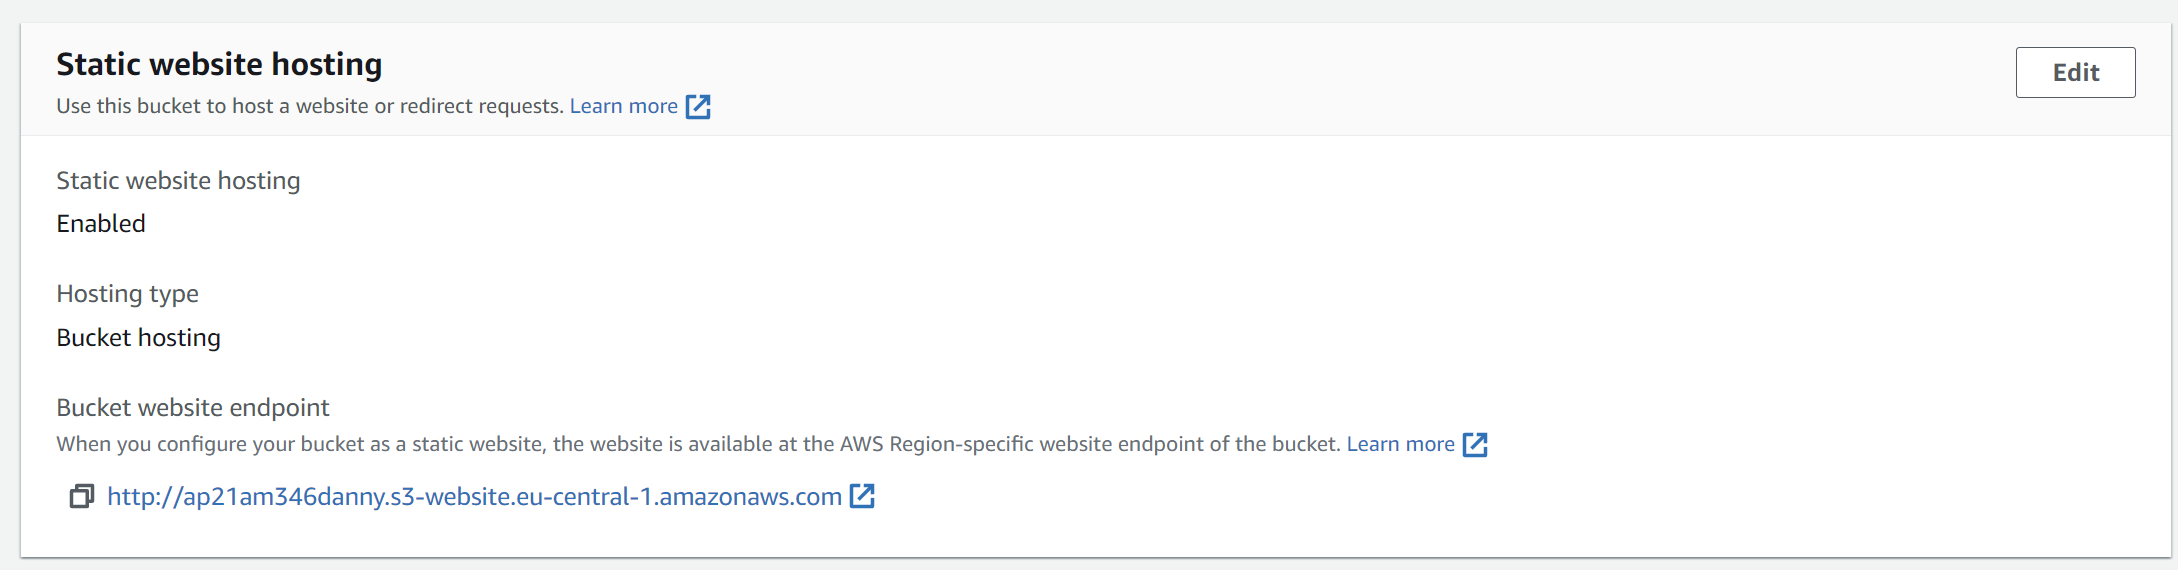 Static website hosting
Edit
Use this bucket to host a website or redirect requests. Learn more
Static website hosting
Enabled
Hosting type
Bucket hosting
Bucket website endpoint
When you configure your bucket as a static website, the website is available at the AWS Region-specific website endpoint of the bucket. Learn more
http://ap21am346danny.s3-website.eu-central-1.amazonaws.com